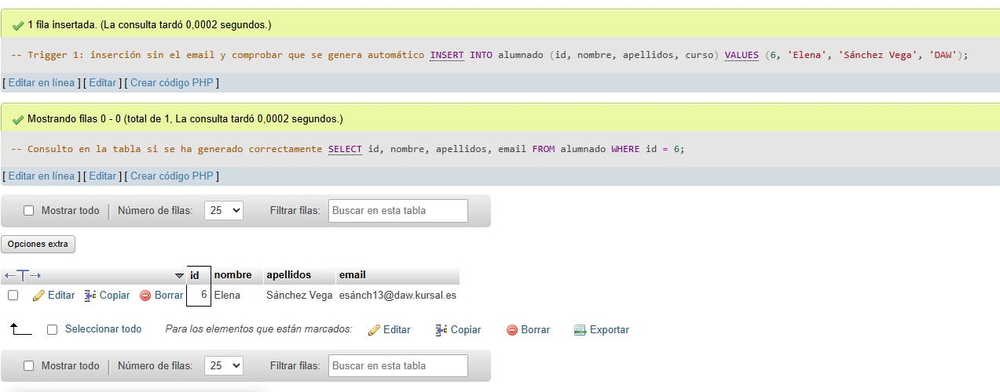 1 fila insertada. (La consulta tardó 0,0002 segundos.)
-- Trigger 1: inserción sin el email y comprobar que se genera automático INSERT INTO alumnado (id, nombre, apellidos, curso) VALUES (6, 'Elena', 'Sánchez Vega', 'DAW');
[ Editar en línea ] [ Editar ] [ Crear código PHP ]
Mostrando filas 0 - 0 (total de 1, La consulta tardó 0,0002 segundos.)
-- Consulto en la tabla si se ha generado correctamente SELECT id, nombre, apellidos, email FROM alumnado WHERE id = 6;
[ Editar en línea ] [ Editar ] [ Crear código PHP ]
Mostrar todo Número de filas: 25 Filtrar filas: Buscar en esta tabla
Opciones extra
id nombre apellidos email
Editar Copiar Borrar 6 Elena Sánchez Vega esánch13@daw.kursal.es
Seleccionar todo Para los elementos que están marcados: Editar Copiar Borrar Exportar
Mostrar todo Número de filas: 25 Filtrar filas: Buscar en esta tabla